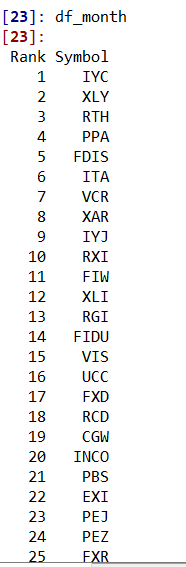 [23]: df_month
[23]:
Rank Symbol
1 IYC
2 XLY
3 RTH
4 PPA
5 FDIS
6 ITA
7 VCR
8 XAR
9 IYJ
10 RXI
11 FIW
12 XLI
13 RGI
14 FIDU
15 VIS
16 UCC
17 FXD
18 RCD
19 CGW
20 INCO
21 PBS
22 EXI
23 PEJ
24 PEZ
25 FXR